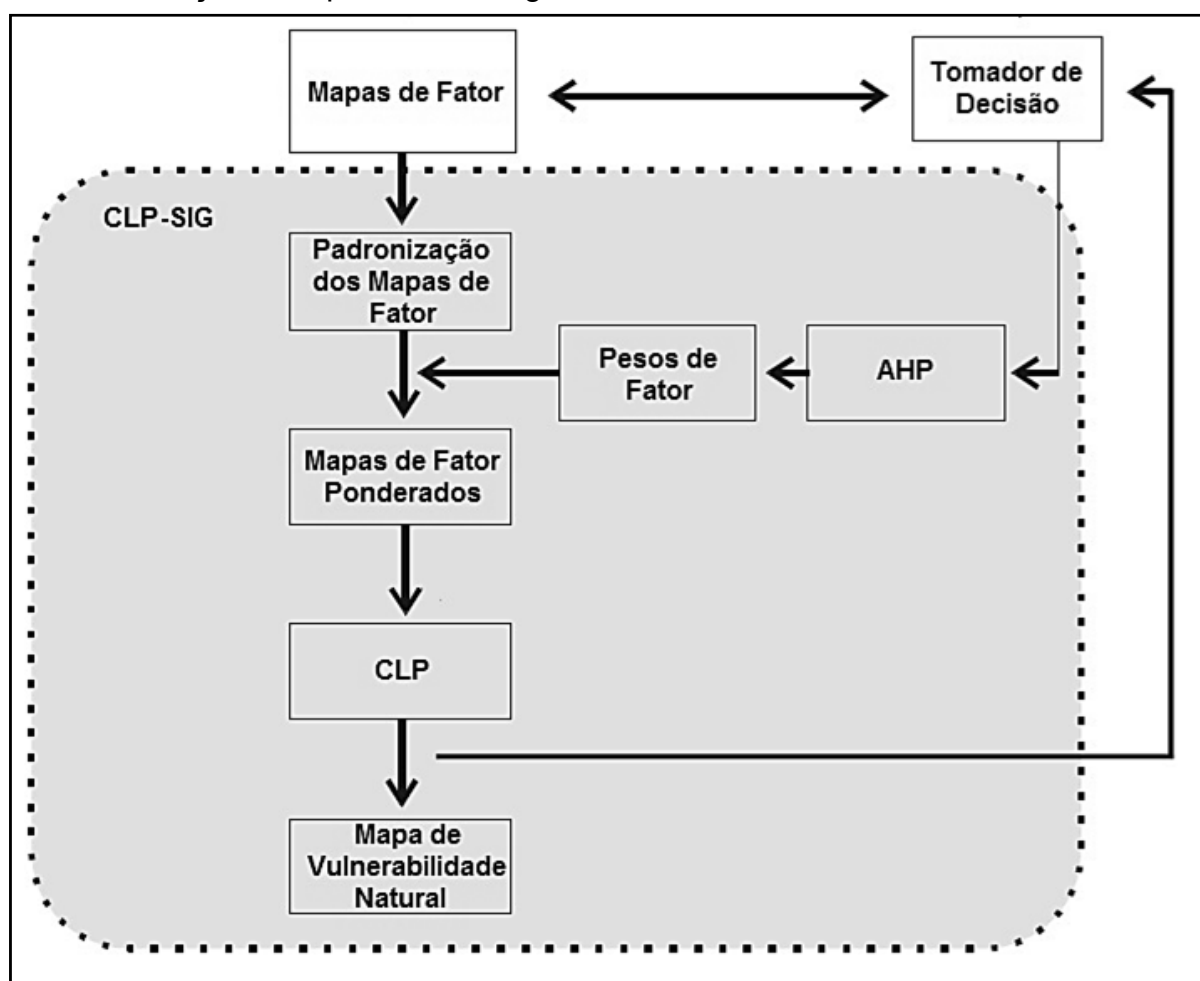 Mapas de Fator
Tomador de
Decisão
CLP-SIG
Padronização
dos Mapas de
Fator
Pesos de
Fator
AHP
Mapas de Fator
Ponderados
CLP
Mapa de
Vulnerabilidade
Natural